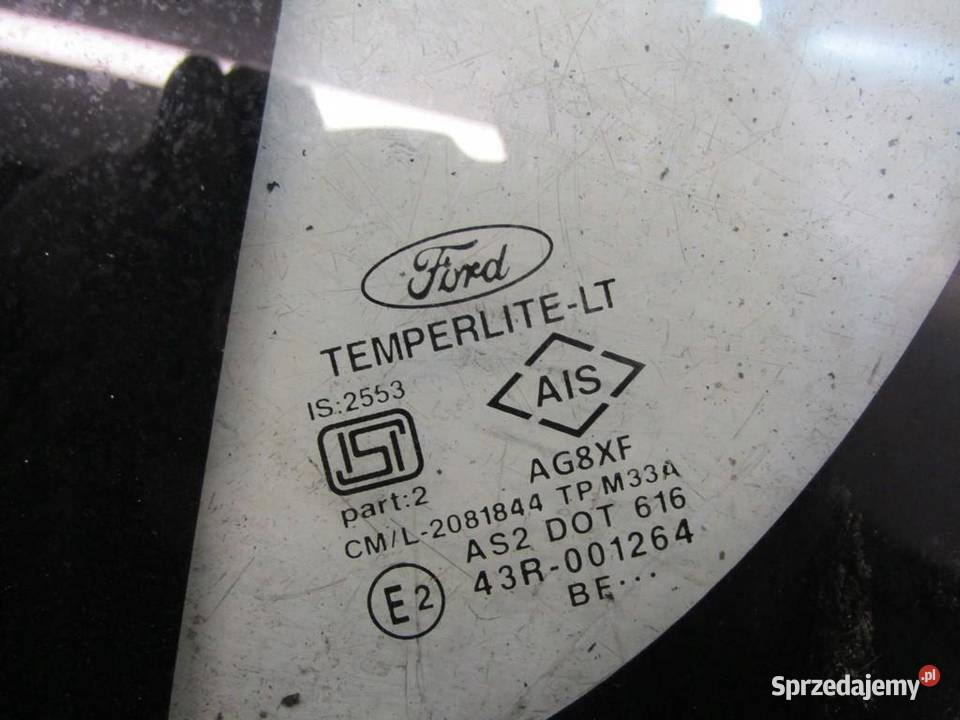 Ford
TEMPERLITE-LT
IS:2553
ISI
AIS
part:2
AG8XF
CM/L-2081844 TP M33A
AS2 DOT 616
E2
43R-001264
BE...
Sprzedajemy.pl